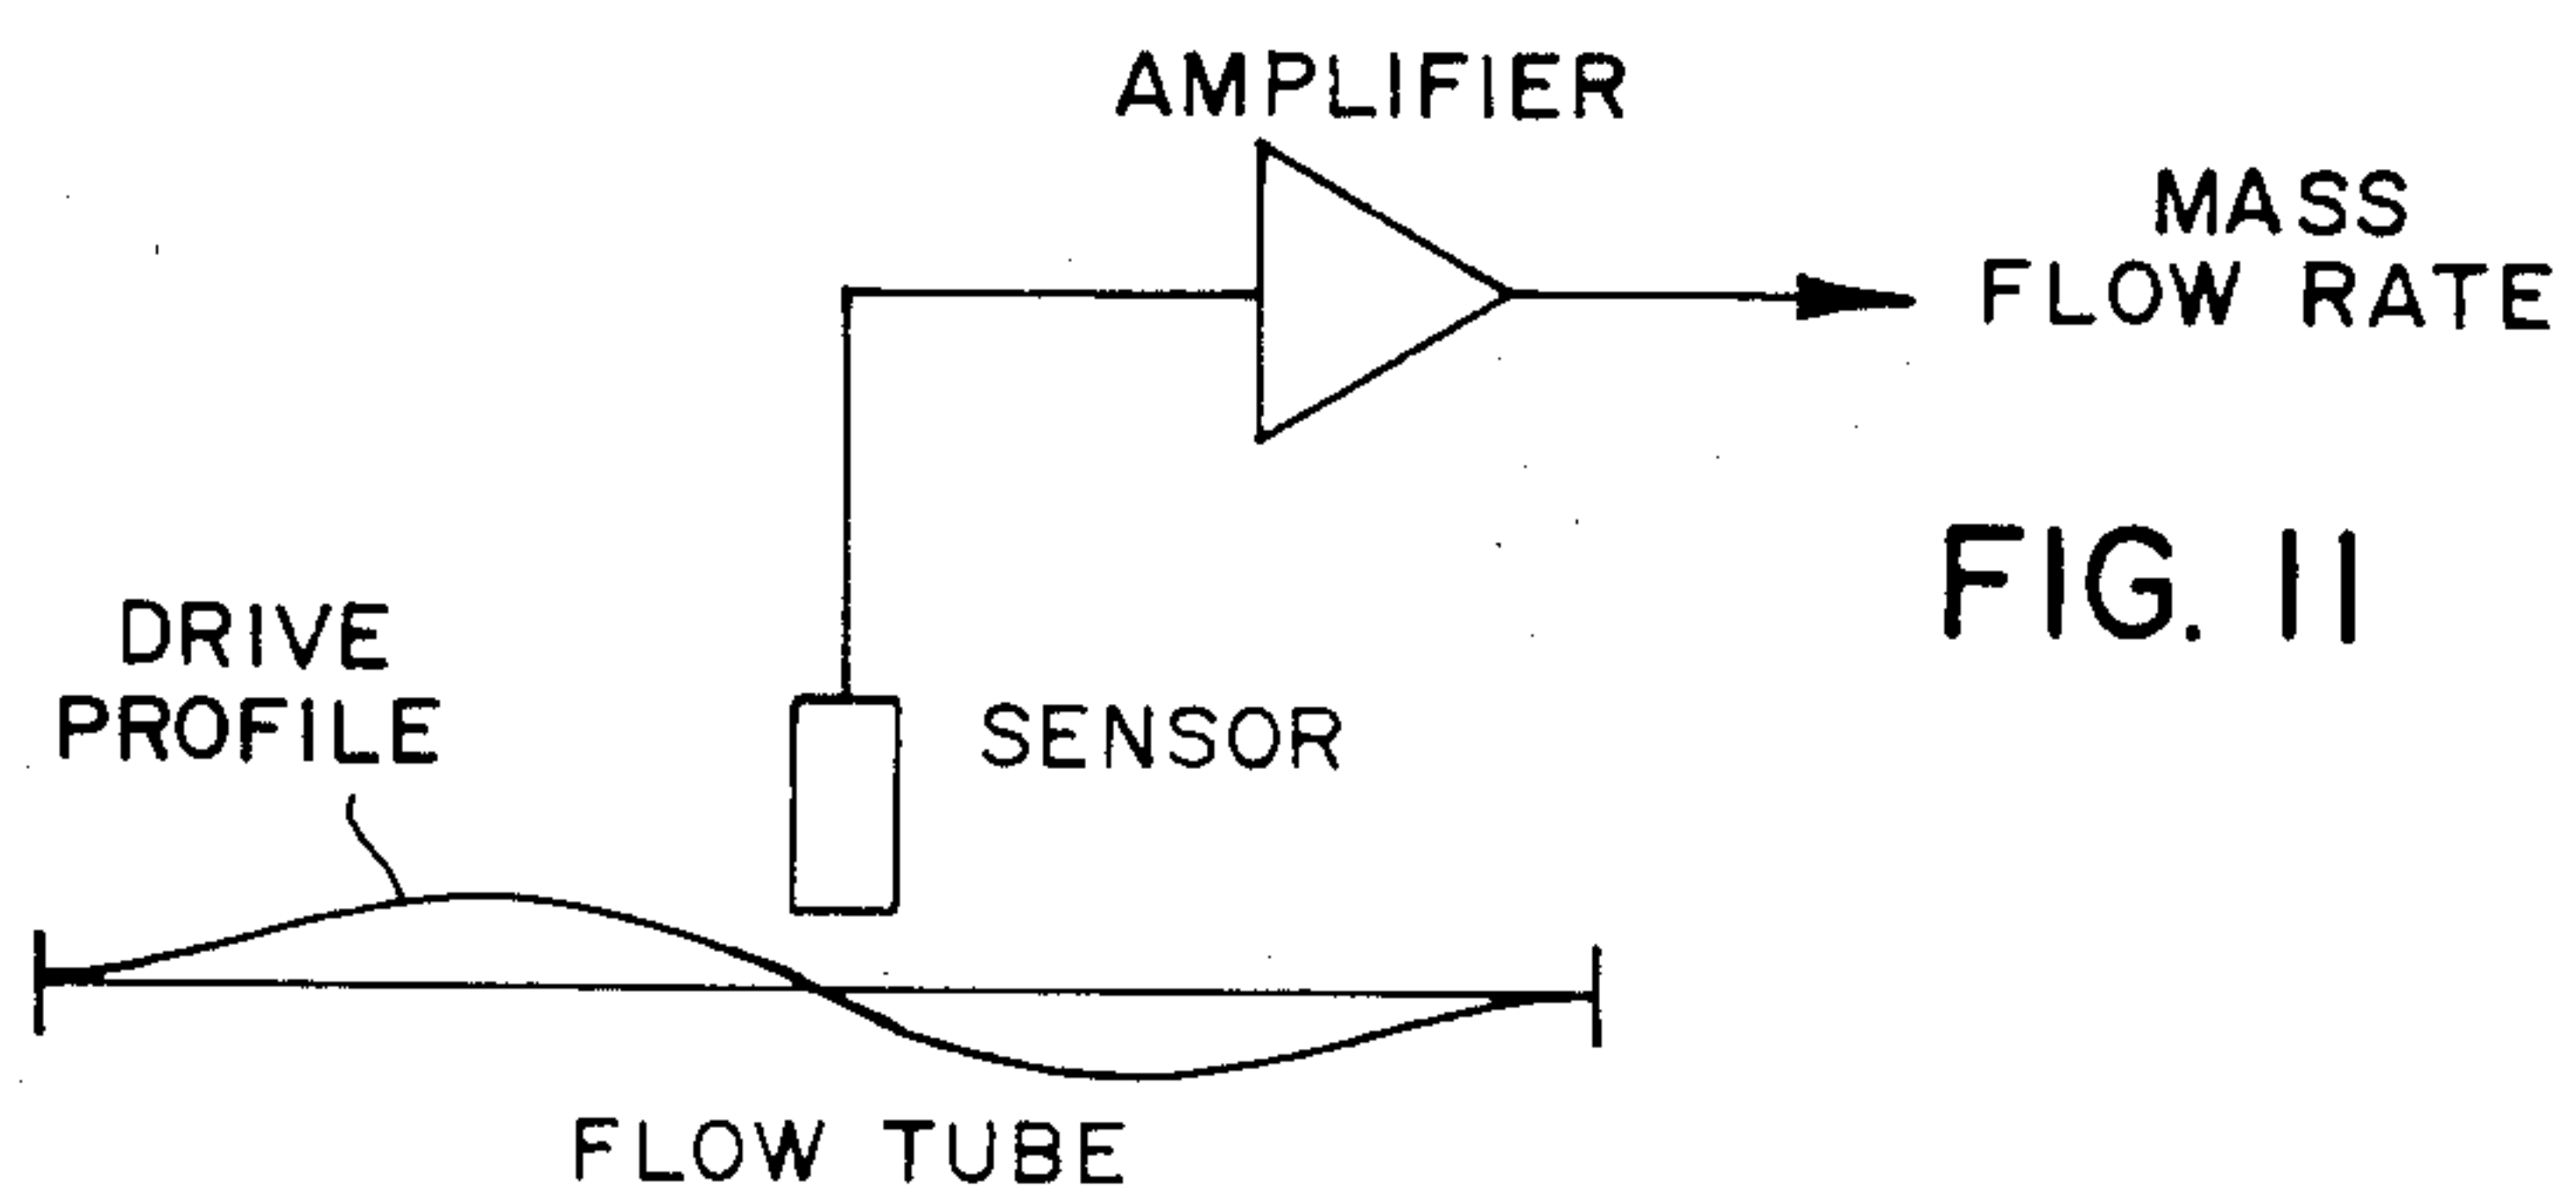 AMPLIFIER
MASS
FLOW RATE
FIG. 11
DRIVE
PROFILE
SENSOR
FLOW TUBE